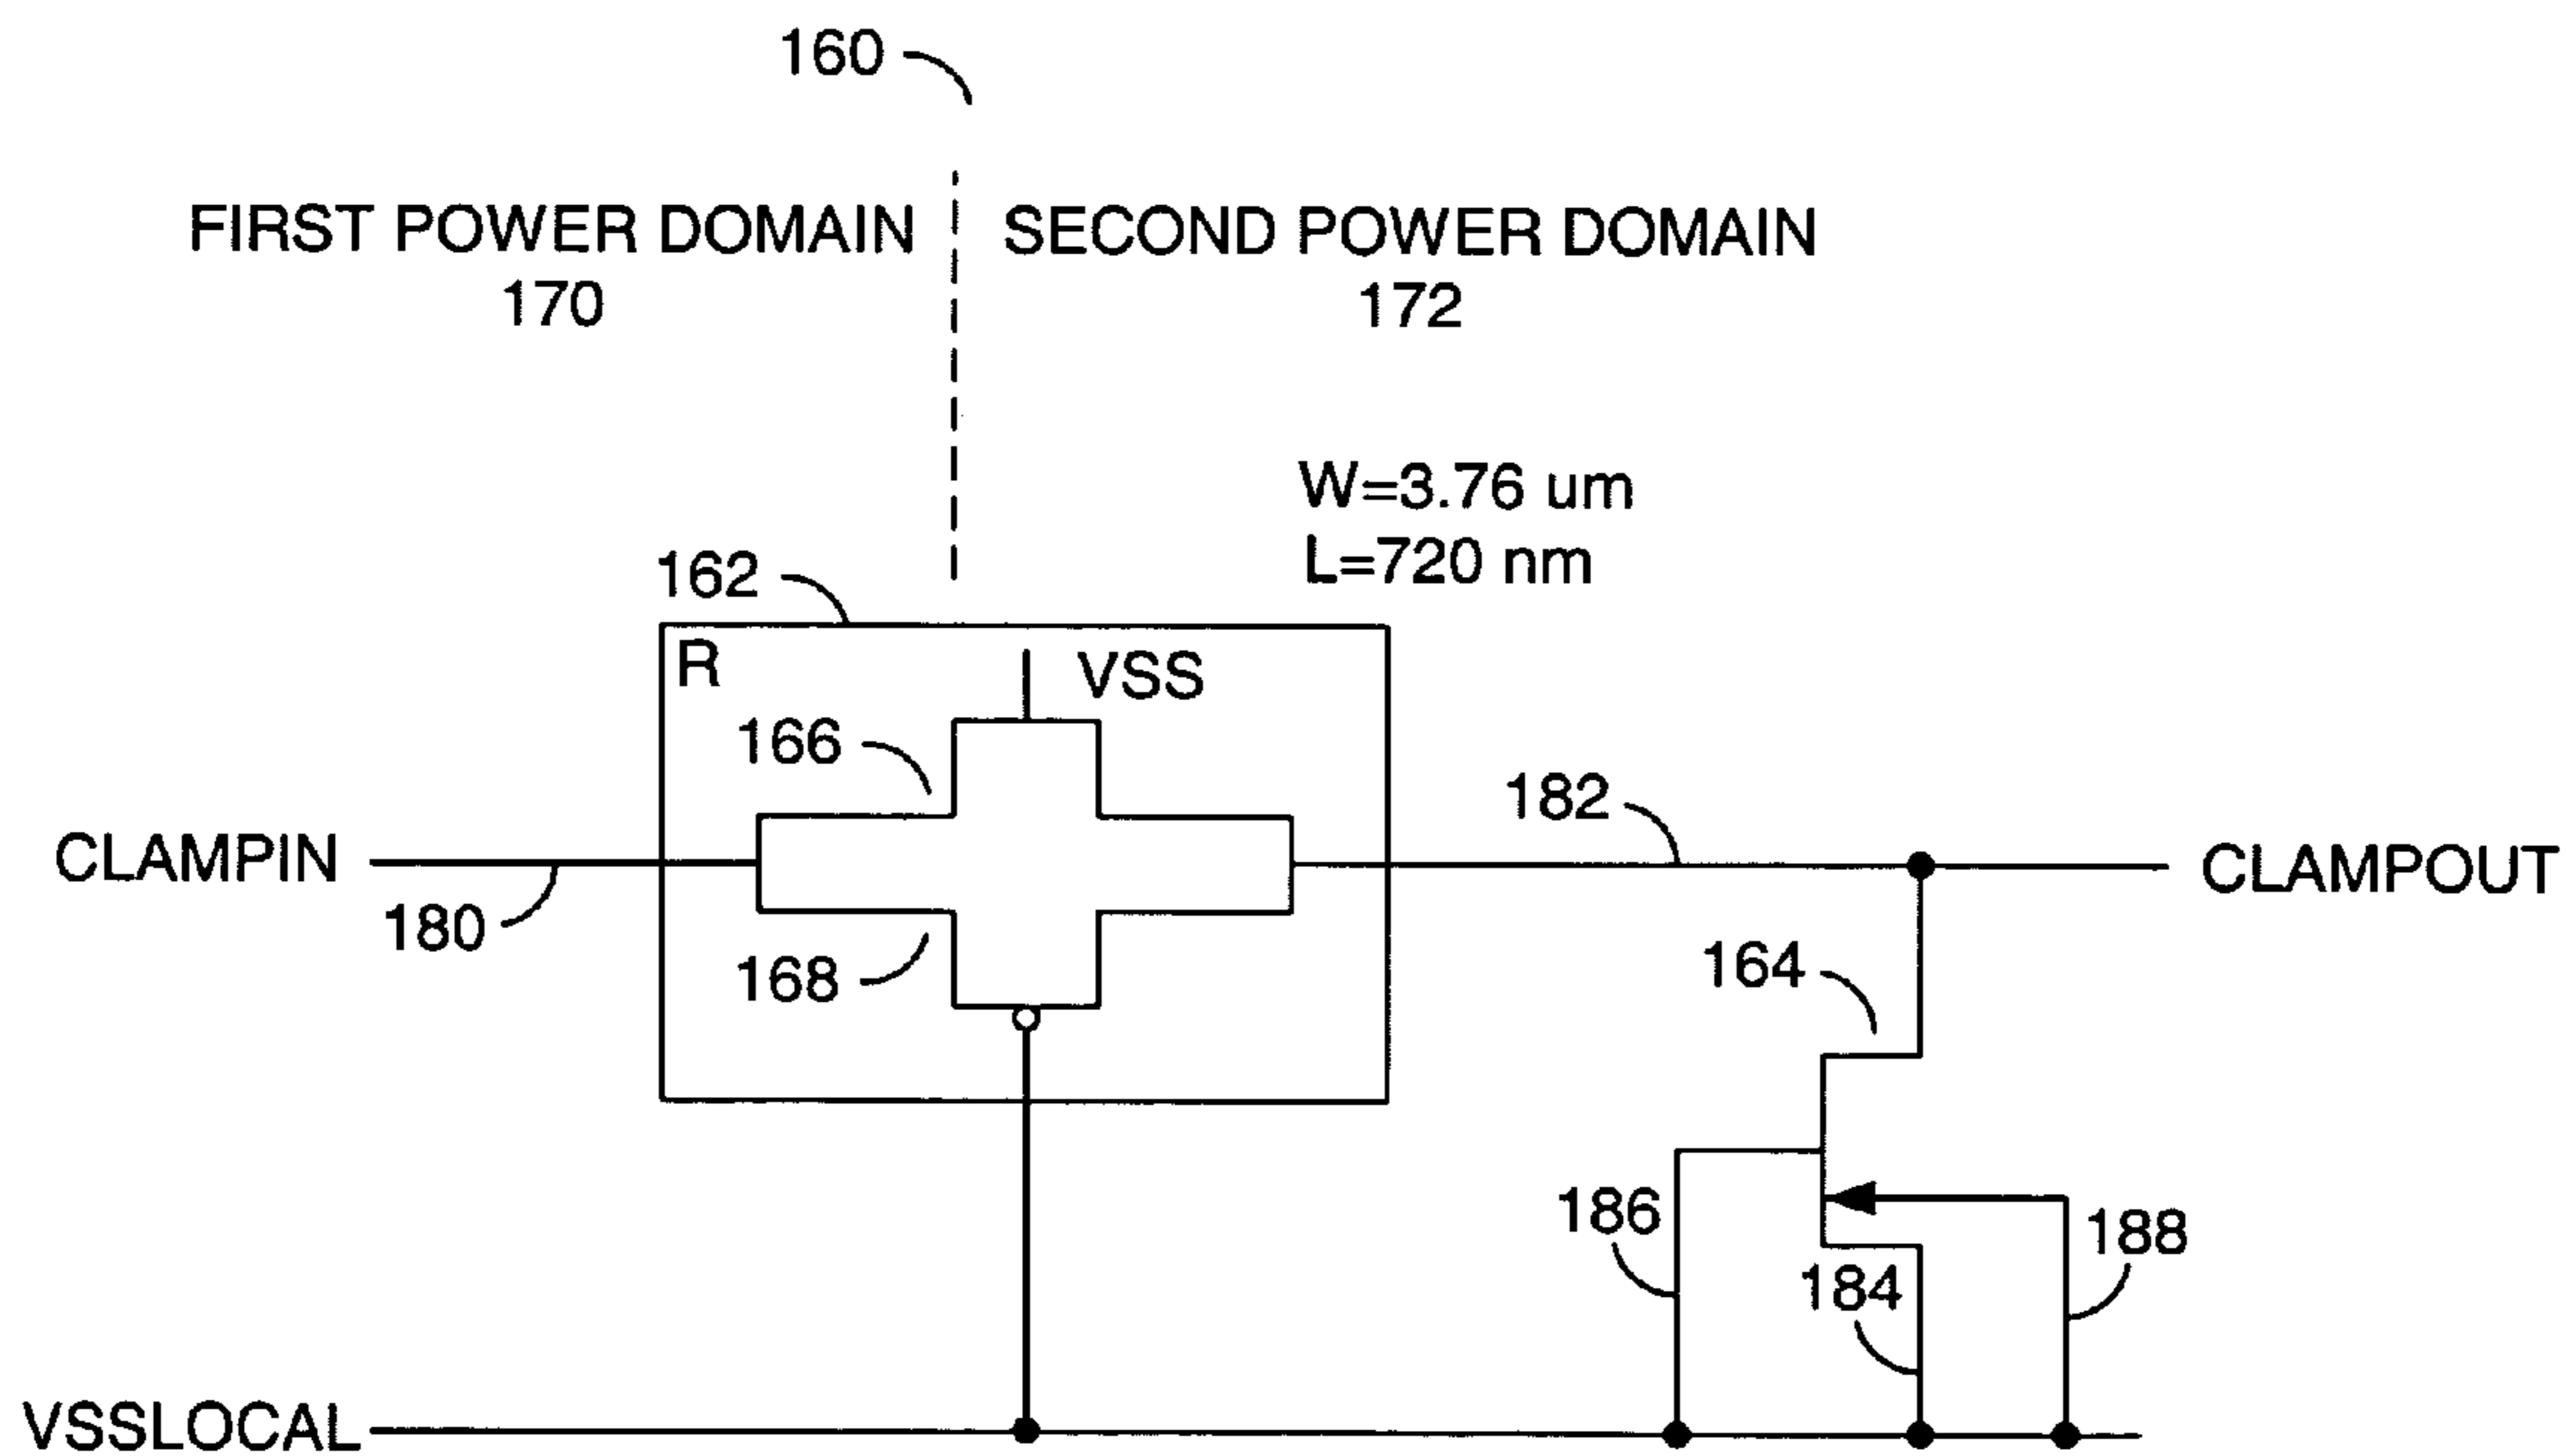 160
FIRST POWER DOMAIN
170
SECOND POWER DOMAIN
172
W=3.76 um
L=720 nm
162
R
VSS
166
168
CLAMPIN
180
182
CLAMPOUT
164
186
184
188
VSSLOCAL